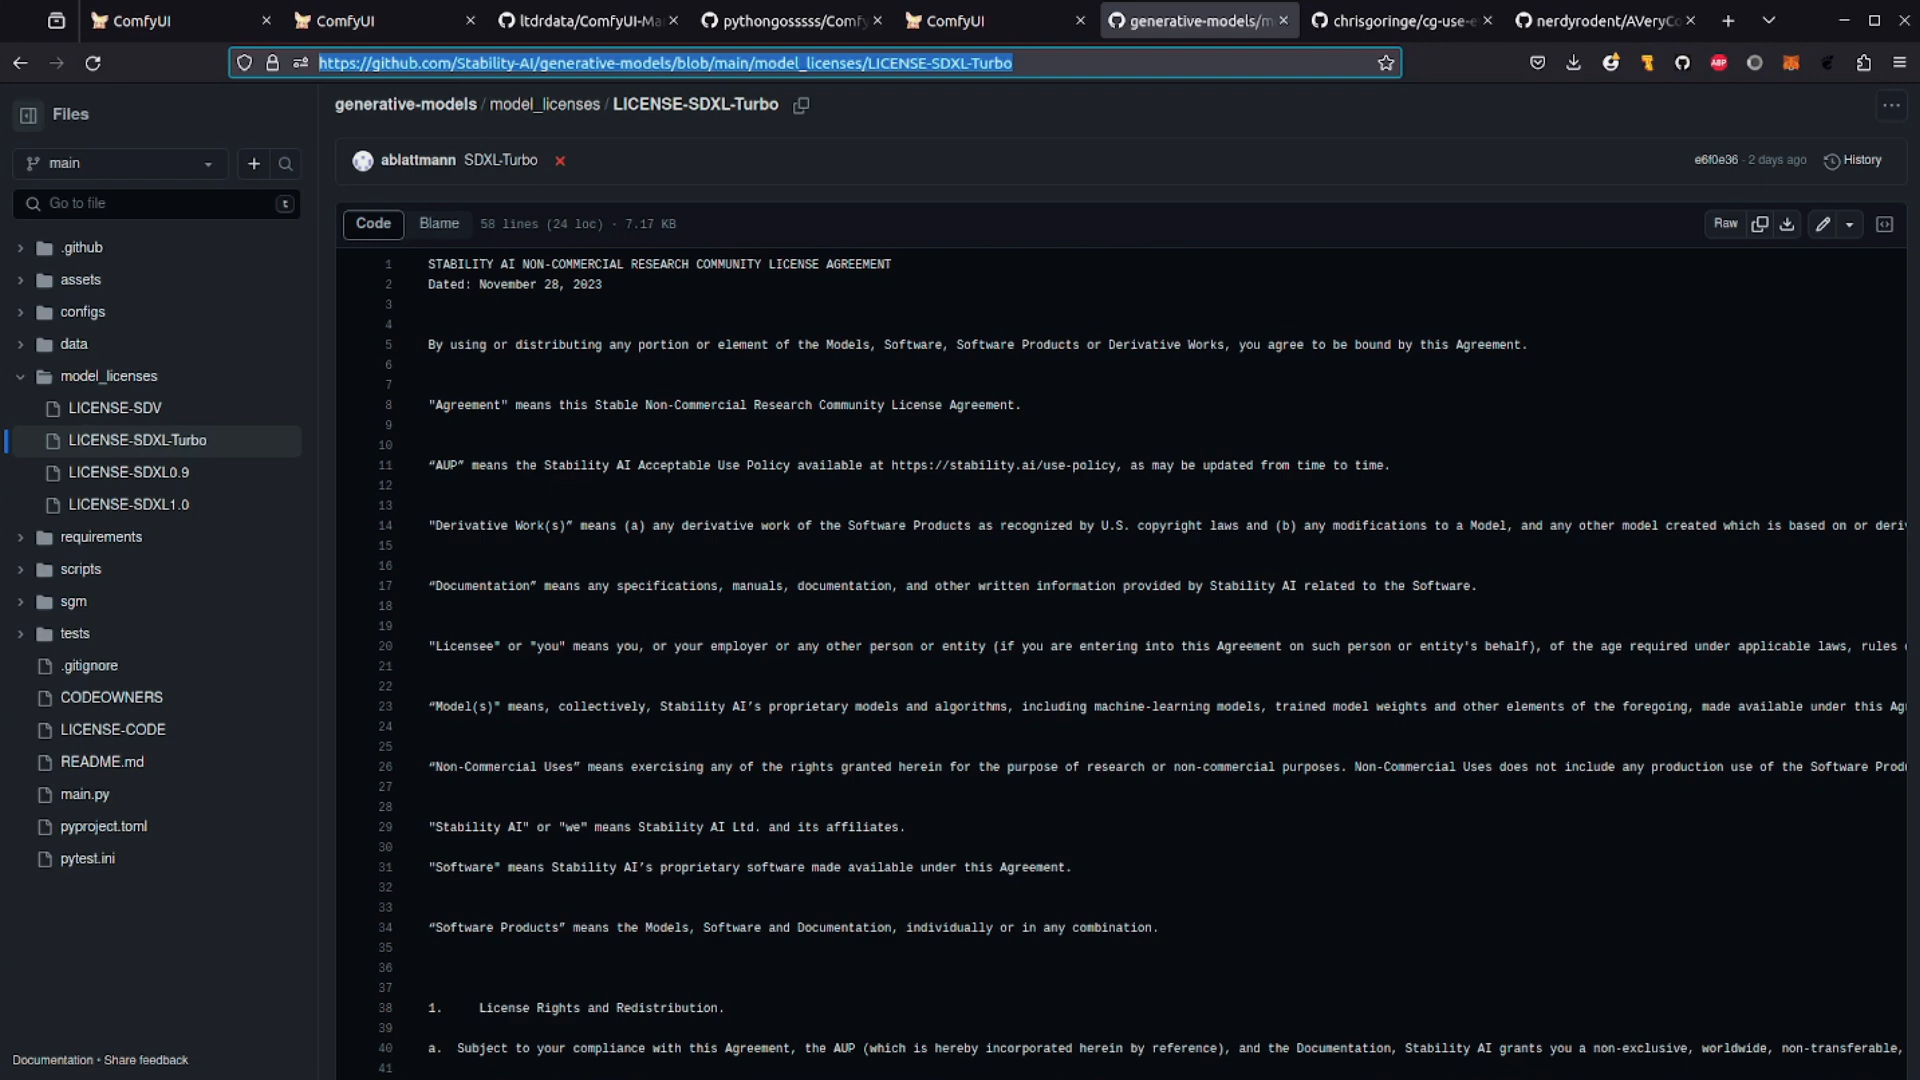 ComfyUI
ComfyUI
ltdrdata/ComfyUI-Ma
pythongosssss/Comfy
ComfyUI
generative-models/m
chrisgoringe/cg-use-e
nerdyrodent/AVeryCo
https://github.com/Stability-AI/generative-models/blob/main/model_licenses/LICENSE-SDXL-Turbo
ABP
Files
generative-models / model_licenses / LICENSE-SDXL-Turbo
main
ablattmann SDXL-Turbo
e6f0e36 · 2 days ago
History
Go to file
t
Code
Blame
58 lines (24 loc) · 7.17 KB
Raw
.github
assets
configs
data
model_licenses
LICENSE-SDV
LICENSE-SDXL-Turbo
LICENSE-SDXL0.9
LICENSE-SDXL1.0
requirements
scripts
sgm
tests
.gitignore
CODEOWNERS
LICENSE-CODE
README.md
main.py
pyproject.toml
pytest.ini
Documentation • Share feedback
1 STABILITY AI NON-COMMERCIAL RESEARCH COMMUNITY LICENSE AGREEMENT
2 Dated: November 28, 2023
3
4
5 By using or distributing any portion or element of the Models, Software, Software Products or Derivative Works, you agree to be bound by this Agreement.
6
7
8 "Agreement" means this Stable Non-Commercial Research Community License Agreement.
9
10
11 “AUP” means the Stability AI Acceptable Use Policy available at https://stability.ai/use-policy, as may be updated from time to time.
12
13
14 "Derivative Work(s)” means (a) any derivative work of the Software Products as recognized by U.S. copyright laws and (b) any modifications to a Model, and any other model created which is based on or deriv
15
16
17 “Documentation” means any specifications, manuals, documentation, and other written information provided by Stability AI related to the Software.
18
19
20 "Licensee" or "you" means you, or your employer or any other person or entity (if you are entering into this Agreement on such person or entity's behalf), of the age required under applicable laws, rules
21
22
23 “Model(s)" means, collectively, Stability AI’s proprietary models and algorithms, including machine-learning models, trained model weights and other elements of the foregoing, made available under this Ag
24
25
26 “Non-Commercial Uses” means exercising any of the rights granted herein for the purpose of research or non-commercial purposes. Non-Commercial Uses does not include any production use of the Software Prod
27
28
29 "Stability AI" or "we" means Stability AI Ltd. and its affiliates.
30
31 "Software" means Stability AI’s proprietary software made available under this Agreement.
32
33
34 “Software Products” means the Models, Software and Documentation, individually or in any combination.
35
36
37
38 1. License Rights and Redistribution.
39
40 a. Subject to your compliance with this Agreement, the AUP (which is hereby incorporated herein by reference), and the Documentation, Stability AI grants you a non-exclusive, worldwide, non-transferable,
41